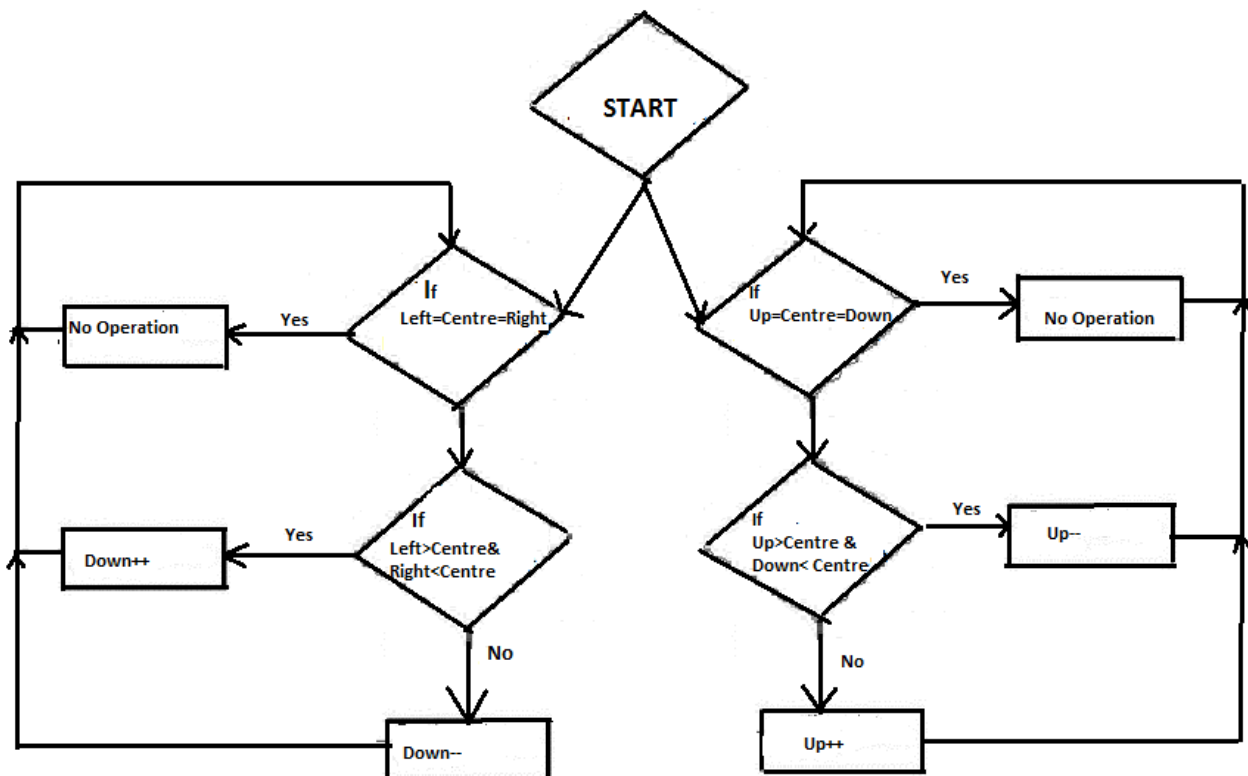 START
If
Left=Centre=Right
Yes
No Operation
If
Up=Centre=Down
Yes
No Operation
If
Left>Centre&
Right<Centre
Yes
Down++
No
Down--
If
Up>Centre &
Down< Centre
Yes
Up--
No
Up++